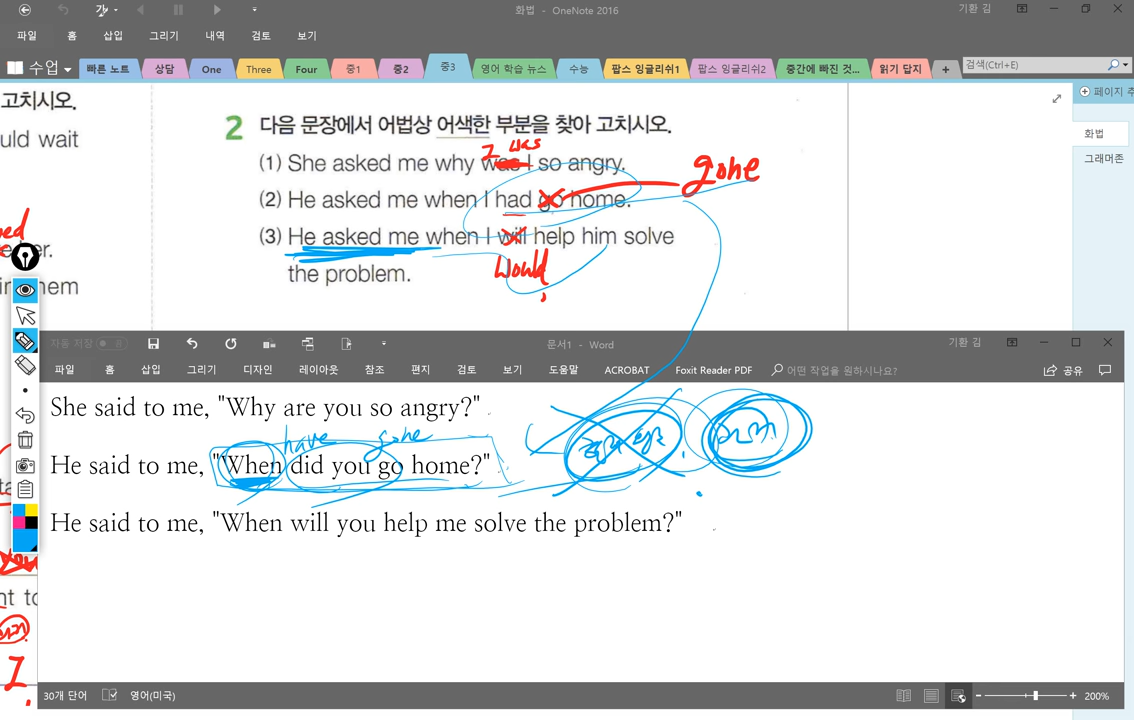 화법 - OneNote 2016
기환 김
파일 홈 삽입 그리기 내역 검토 보기
수업 빠른 노트 상담 One Three Four 중1 중2 중3 영어 학습 뉴스 수능 팝스 잉글리쉬1 팝스 잉글리쉬2 중간에 빠진 것... 읽기 답지 + 검색(Ctrl+E)
페이지 추
화법
그래머존
고치시오.
uld wait
2 다음 문장에서 어법상 어색한 부분을 찾아 고치시오.
I was
(1) She asked me why was I so angry.
gone
(2) He asked me when I had go home.
(3) He asked me when I will help him solve
would
the problem.
ed
er.
in them
nt to
I
자동 저장
문서1 - Word
기환 김
파일 홈 삽입 그리기 디자인 레이아웃 참조 편지 검토 보기 도움말 ACROBAT Foxit Reader PDF 어떤 작업을 원하시나요? 공유
She said to me, "Why are you so angry?"
have gone
He said to me, "When did you go home?"
He said to me, "When will you help me solve the problem?"
30개 단어 영어(미국) 200%